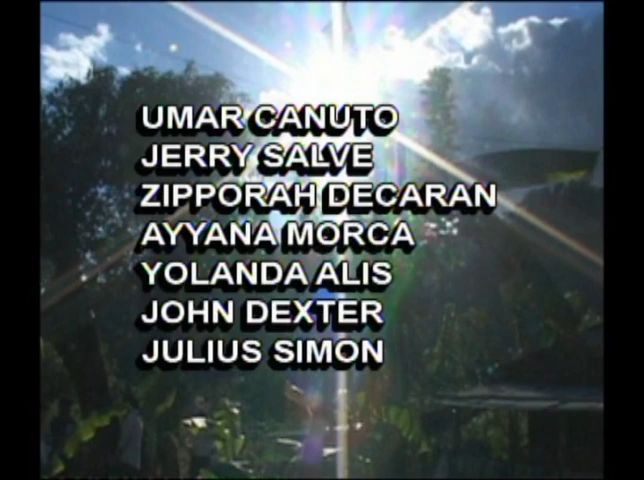 UMAR CANUTO
JERRY SALVE
ZIPPORAH DECARAN
AYYANA MORCA
YOLANDA ALIS
JOHN DEXTER
JULIUS SIMON